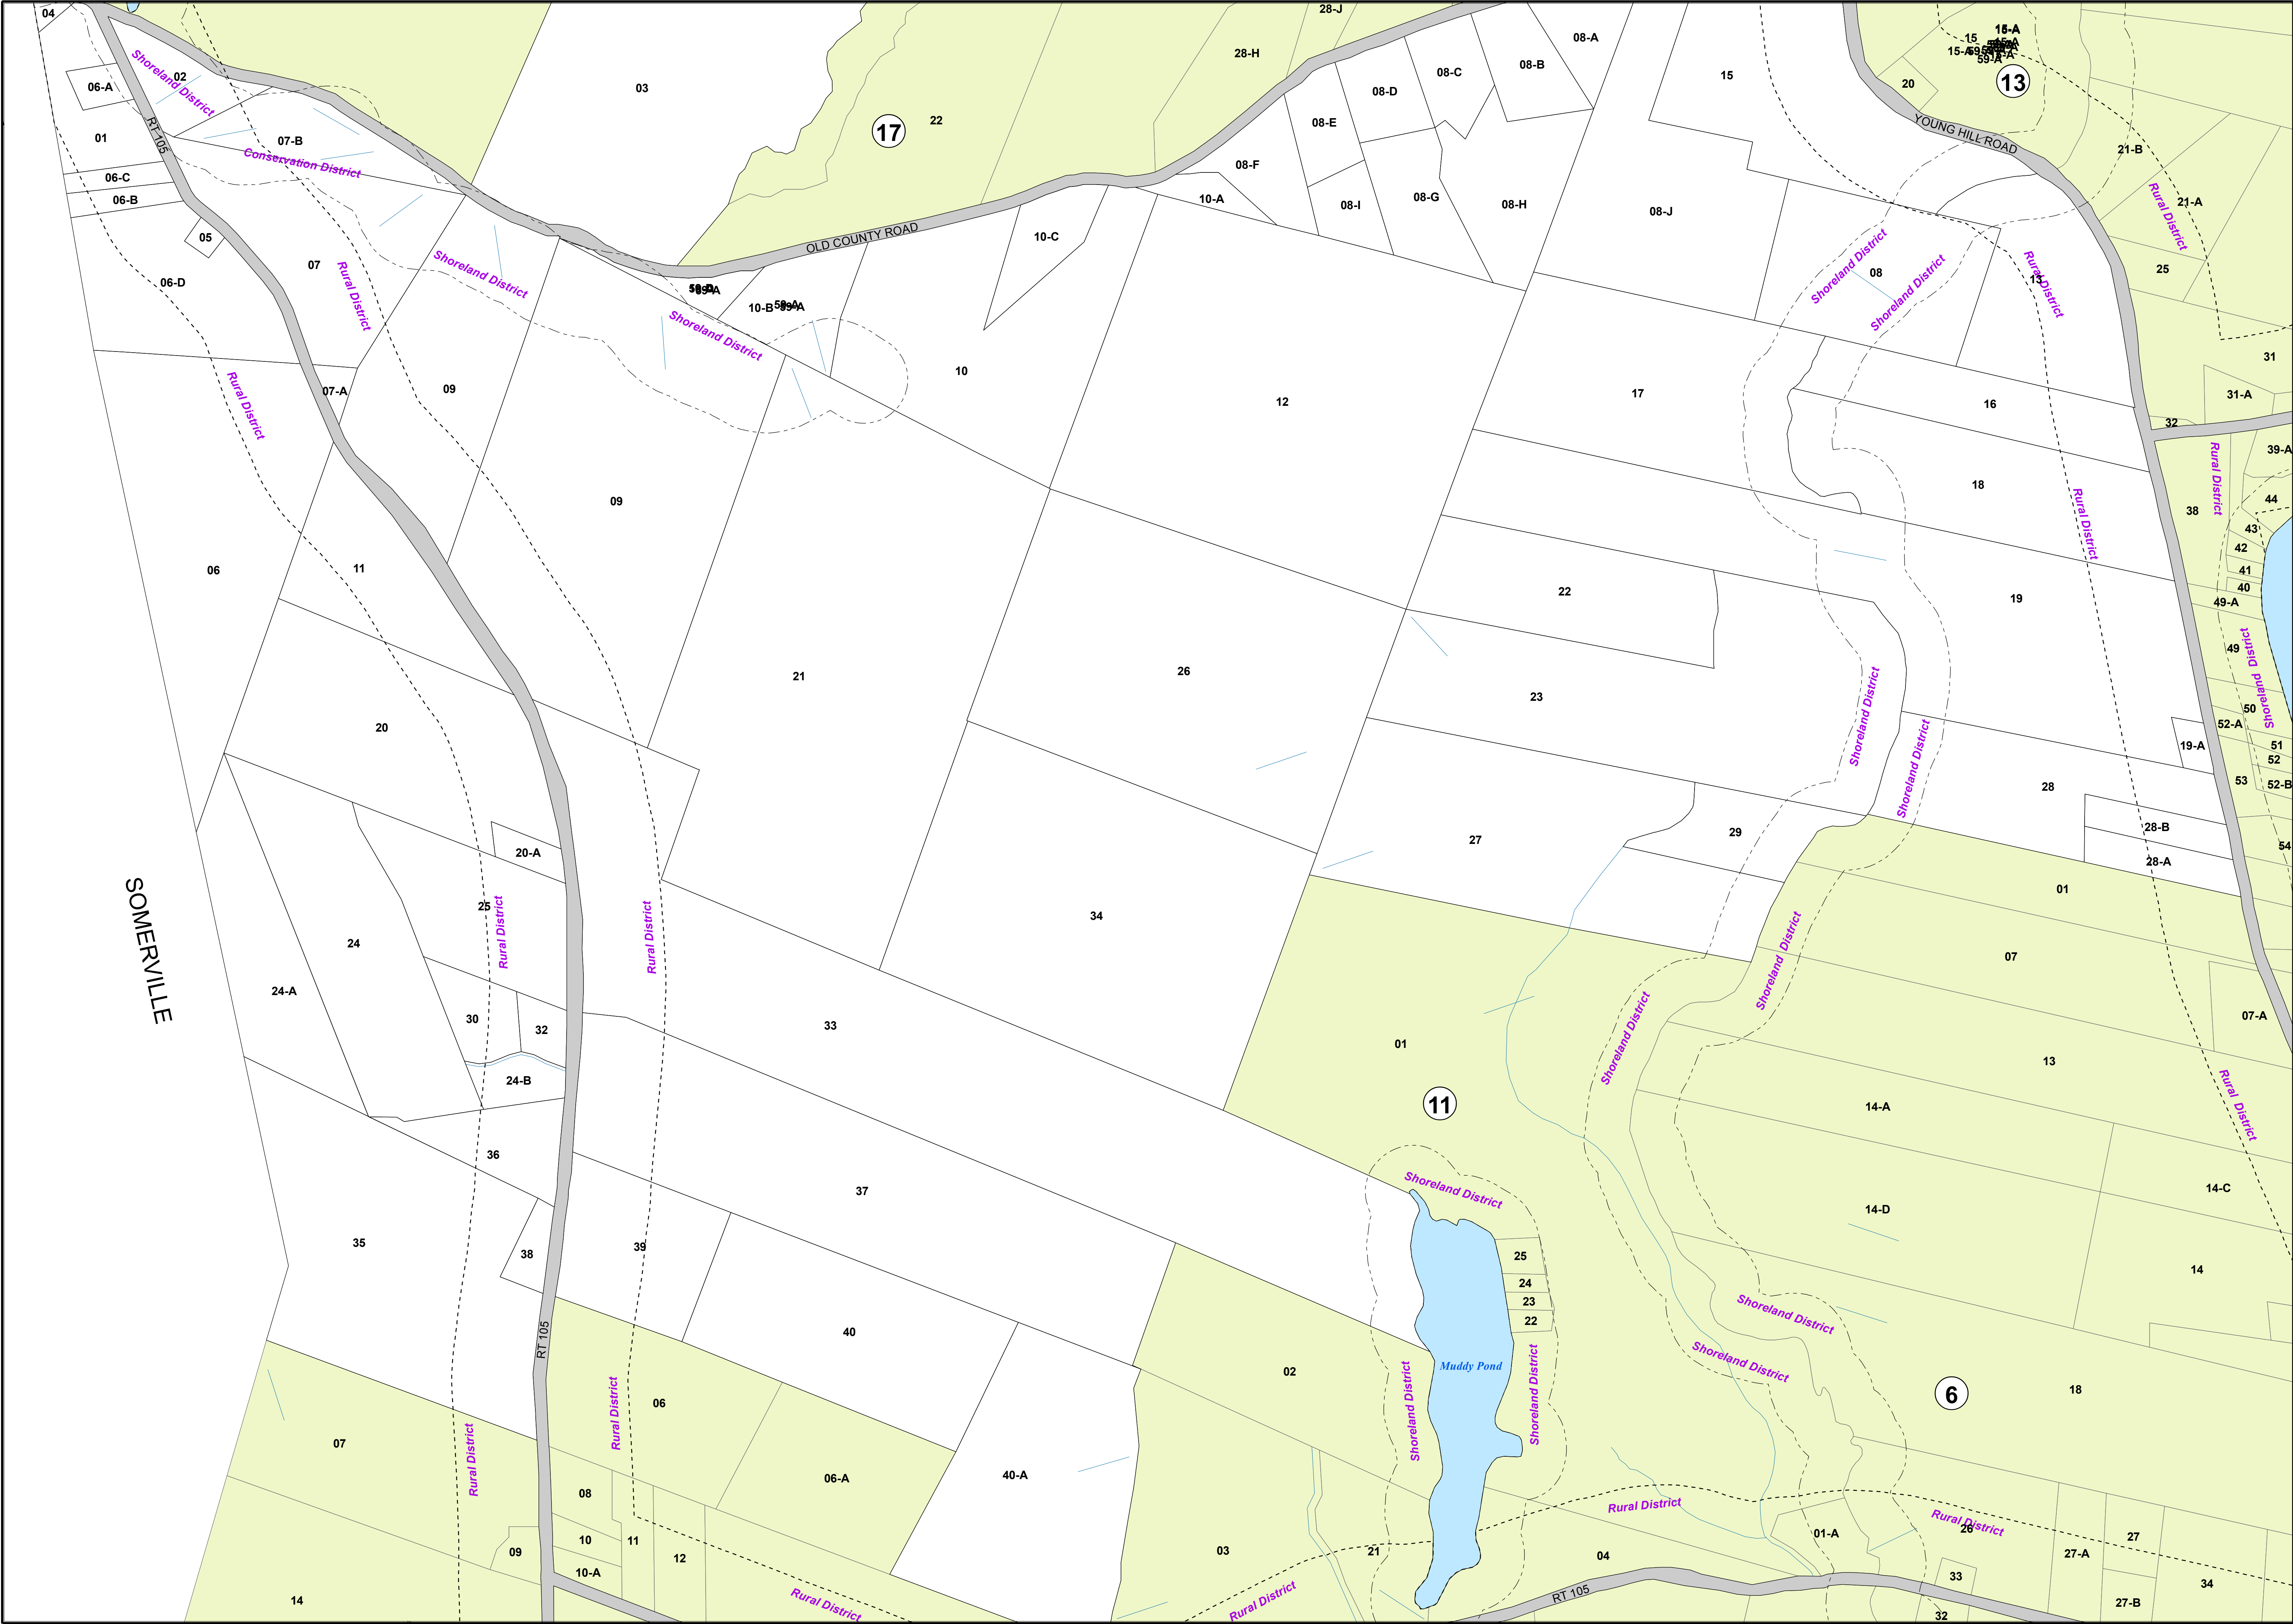 04
28-J
08-A
15
15-A
15-A
59-A
59-A
02
Shoreland District
28-H
08-B
08-C
15
20
13
06-A
03
08-D
01
RT 105
07-B
22
17
08-E
YOUNG HILL ROAD
21-B
Conservation District
08-F
06-C
06-B
10-A
08-I
08-G
08-H
08-J
Rural District
21-A
05
OLD COUNTY ROAD
10-C
07
06-D
Rural District
Shoreland District
Shoreland District
Shoreland District
08
Rural District
13
25
10-B
59-A
Shoreland District
31
07-A
09
10
12
17
16
31-A
Rural District
32
39-A
09
18
38
Rural District
44
Rural District
43
42
41
40
49-A
06
11
22
19
49
Shoreland District
21
26
23
Shoreland District
Shoreland District
50
52-A
20
19-A
51
52
53
52-B
28
20-A
27
29
28-B
28-A
54
SOMERVILLE
25
Rural District
Rural District
34
01
24
24-A
Shoreland District
07
30
32
33
07-A
01
Shoreland District
13
24-B
11
14-A
Rural District
36
37
Shoreland District
14-C
14-D
35
38
39
25
24
23
22
14
RT 105
40
Shoreland District
Shoreland District
Muddy Pond
02
Shoreland District
Shoreland District
6
18
06
Rural District
07
Rural District
06-A
40-A
08
Rural District
Rural District
10
11
01-A
26
27
09
12
03
21
04
27-A
10-A
33
34
14
Rural District
Rural District
RT 105
32
27-B